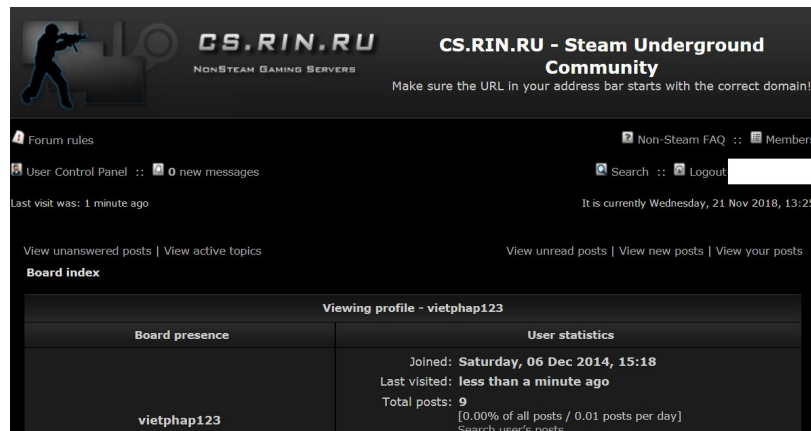 CS.RIN.RU
NonSteam Gaming Servers
CS.RIN.RU - Steam Underground
Community
Make sure the URL in your address bar starts with the correct domain!
Forum rules
Non-Steam FAQ :: Members
User Control Panel :: 0 new messages
Search :: Logout
Last visit was: 1 minute ago
It is currently Wednesday, 21 Nov 2018, 13:25
View unanswered posts | View active topics
View unread posts | View new posts | View your posts
Board index
Viewing profile - vietphap123
Board presence
User statistics
Joined: Saturday, 06 Dec 2014, 15:18
Last visited: less than a minute ago
Total posts: 9
[0.00% of all posts / 0.01 posts per day]
Search user's posts
vietphap123